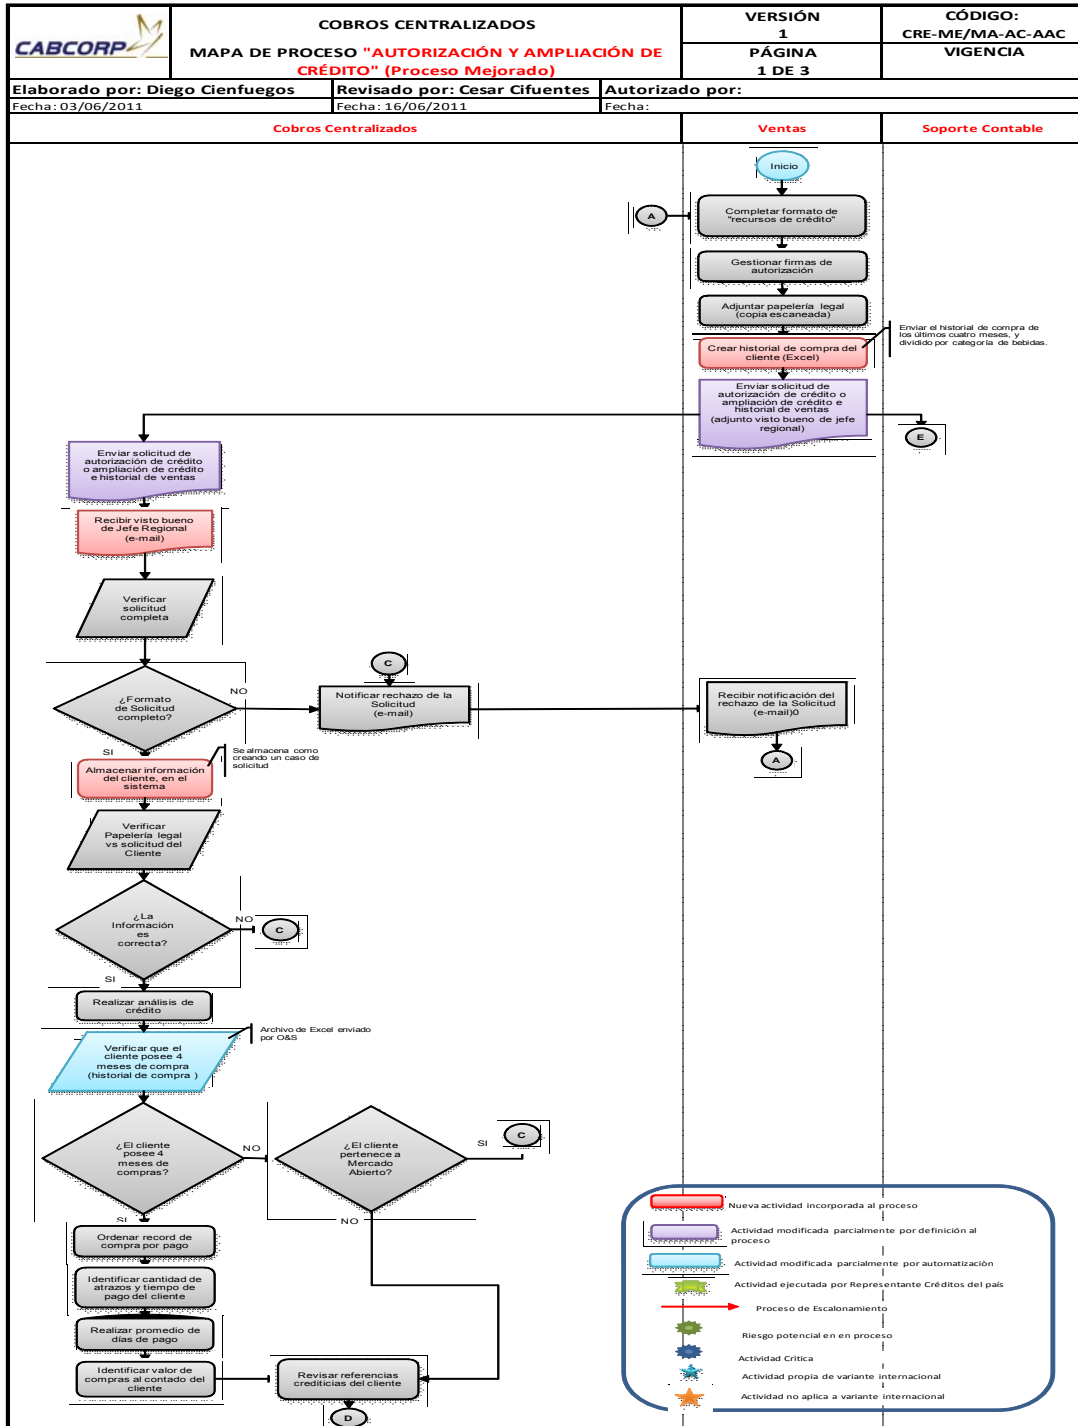 CABCORP
COBROS CENTRALIZADOS
MAPA DE PROCESO "AUTORIZACIÓN Y AMPLIACIÓN DE
CRÉDITO" (Proceso Mejorado)
VERSIÓN
1
PÁGINA
1 DE 3
CÓDIGO:
CRE-ME/MA-AC-AAC
VIGENCIA
Elaborado por: Diego Cienfuegos
Revisado por: Cesar Cifuentes
Autorizado por:
Fecha: 03/06/2011
Fecha: 16/06/2011
Fecha:
Cobros Centralizados
Ventas
Soporte Contable
Inicio
A
Completar formato de
"recursos de crédito"
Gestionar firmas de
autorización
Adjuntar papelería legal
(copia escaneada)
Crear historial de compra del
cliente (Excel)
Enviar el historial de compra de
los últimos cuatro meses, y
dividido por categoría de bebidas.
Enviar solicitud de
autorización de crédito o
ampliación de crédito e
historial de ventas
(adjunto visto bueno de jefe
regional)
E
Enviar solicitud de
autorización de crédito
o ampliación de crédito
e historial de ventas
Recibir visto bueno
de Jefe Regional
(e-mail)
Verificar
solicitud
completa
¿Formato
de Solicitud
completo?
NO
SI
C
Notificar rechazo de la
Solicitud
(e-mail)
Recibir notificación del
rechazo de la Solicitud
(e-mail)0
A
Se almacena como
creando un caso de
solicitud
Almacenar información
del cliente, en el
sistema
Verificar
Papelería legal
vs solicitud del
Cliente
¿La
Información
es
correcta?
NO
C
SI
Realizar análisis de
crédito
Archivo de Excel enviado
por O&S
Verificar que el
cliente posee 4
meses de compra
(historial de compra )
¿El cliente
posee 4
meses de
compras?
NO
SI
¿El cliente
pertenece a
Mercado
Abierto?
SI
C
NO
Ordenar record de
compra por pago
Identificar cantidad de
atrazos y tiempo de
pago del cliente
Realizar promedio de
días de pago
Identificar valor de
compras al contado del
cliente
Revisar referencias
crediticias del cliente
D
Nueva actividad incorporada al proceso
Actividad modificada parcialmente por definición al
proceso
Actividad modificada parcialmente por automatización
Actividad ejecutada por Representante Créditos del país
Proceso de Escalonamiento
Riesgo potencial en en proceso
Actividad Crìtica
Actividad propia de variante internacional
Actividad no aplica a variante internacional